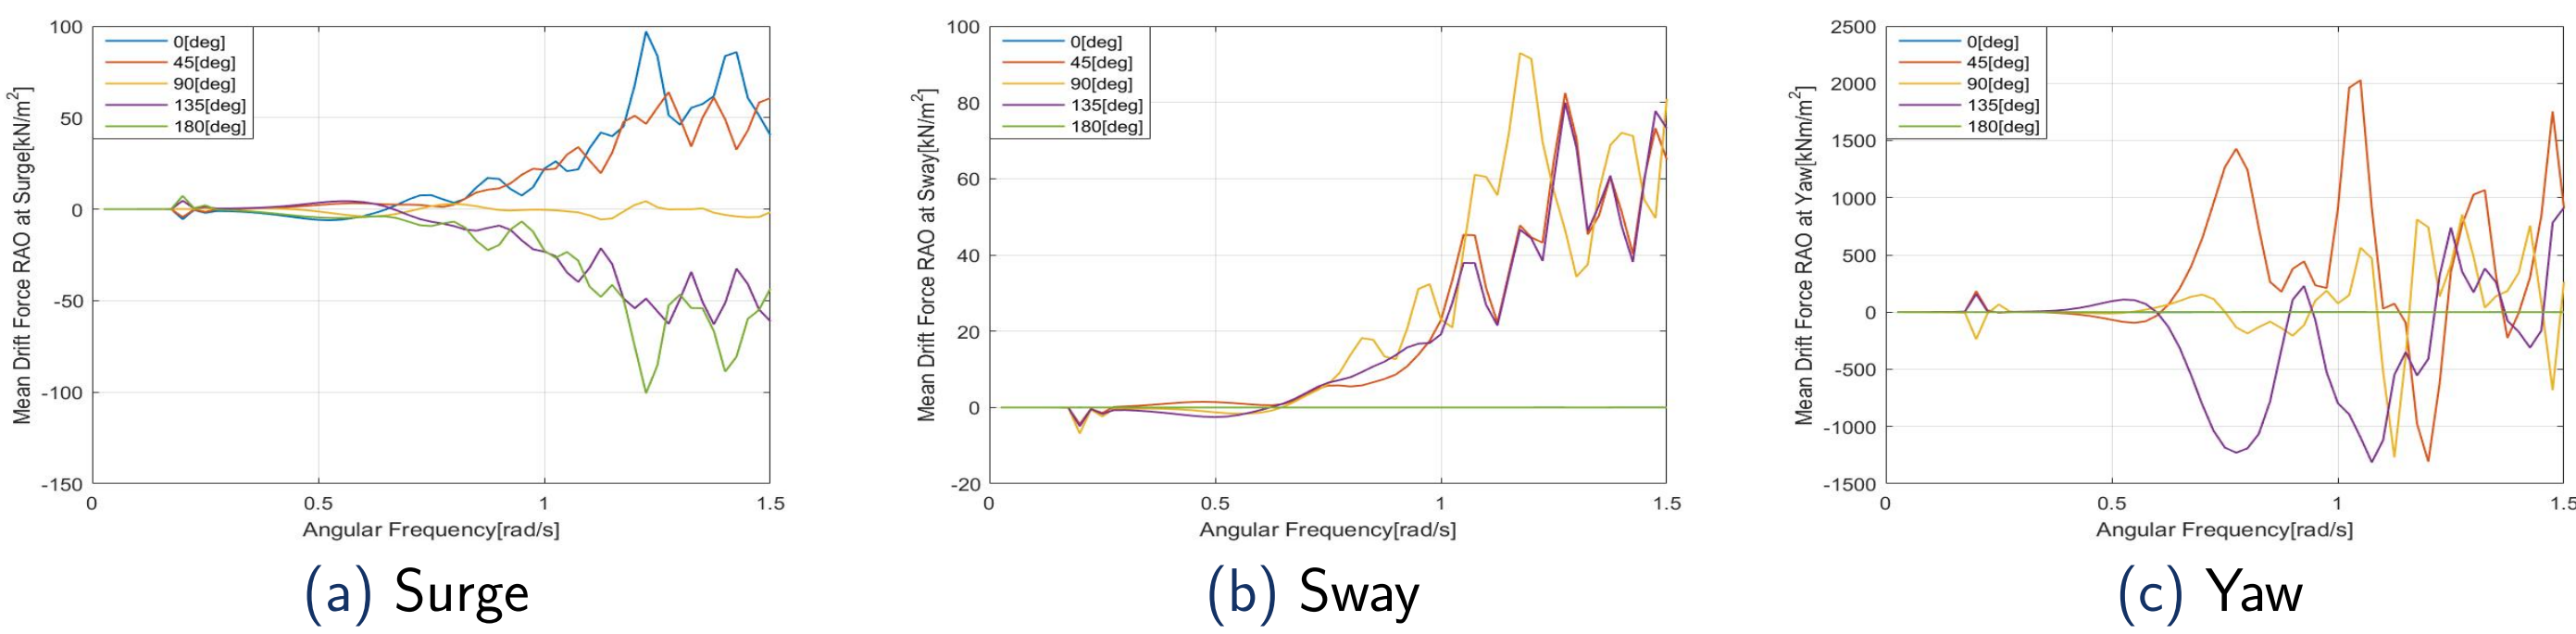 Mean Drift Force RAO at Surge[kN/m²]
100
50
0
-50
-100
-150
0[deg]
45[deg]
90[deg]
135[deg]
180[deg]
0
0.5
1
1.5
Angular Frequency[rad/s]
(a) Surge
Mean Drift Force RAO at Sway[kN/m²]
100
80
60
40
20
0
-20
0[deg]
45[deg]
90[deg]
135[deg]
180[deg]
0
0.5
1
1.5
Angular Frequency[rad/s]
(b) Sway
Mean Drift Force RAO at Yaw[kNm/m²]
2500
2000
1500
1000
500
0
-500
-1000
-1500
0[deg]
45[deg]
90[deg]
135[deg]
180[deg]
0
0.5
1
1.5
Angular Frequency[rad/s]
(c) Yaw